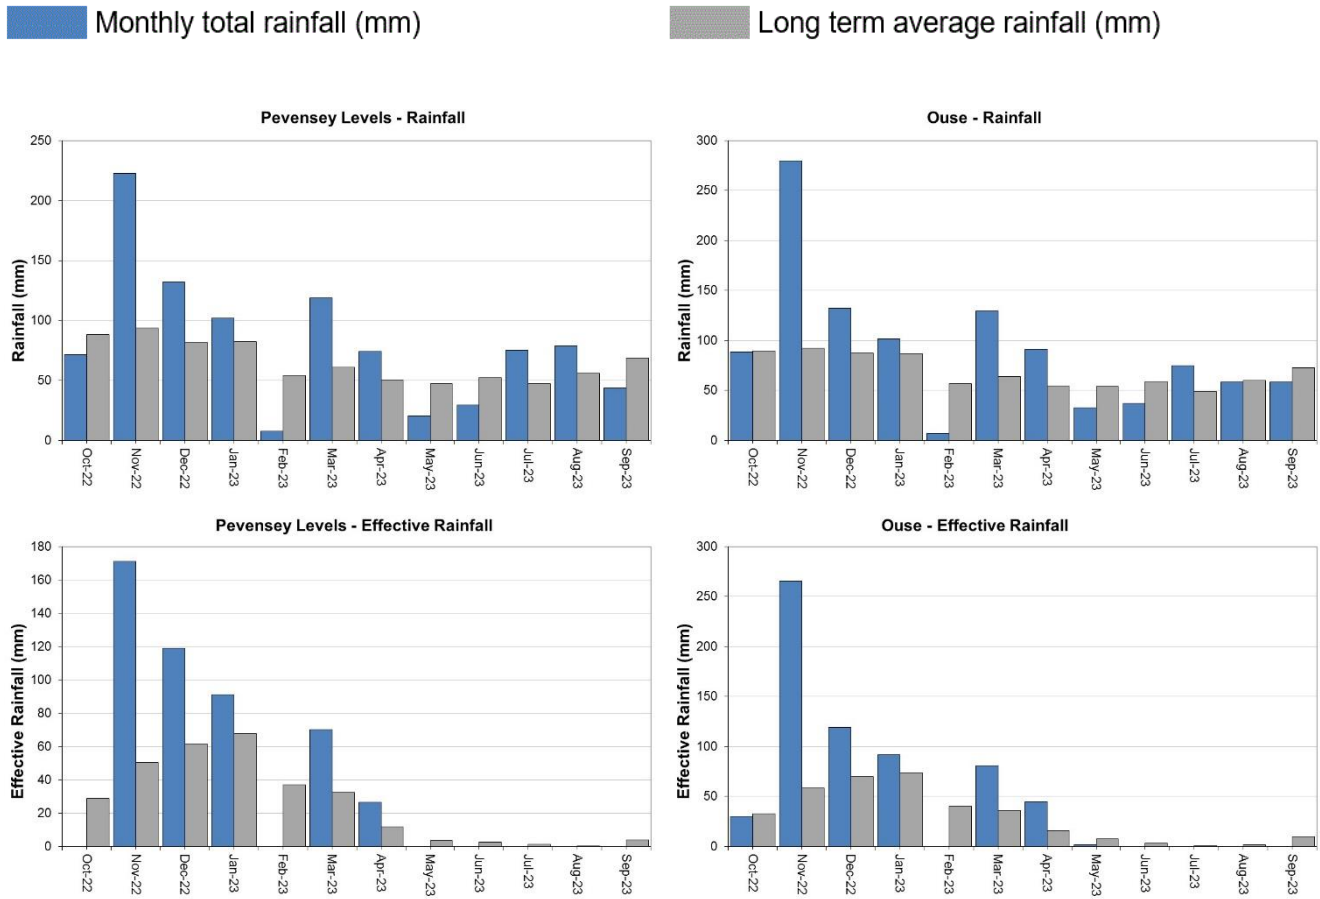 Monthly total rainfall (mm)
Long term average rainfall (mm)
Pevensey Levels - Rainfall
Rainfall (mm)
250
200
150
100
50
0
Oct-22
Nov-22
Dec-22
Jan-23
Feb-23
Mar-23
Apr-23
May-23
Jun-23
Jul-23
Aug-23
Sep-23
Ouse - Rainfall
Rainfall (mm)
300
250
200
150
100
50
0
Oct-22
Nov-22
Dec-22
Jan-23
Feb-23
Mar-23
Apr-23
May-23
Jun-23
Jul-23
Aug-23
Sep-23
Pevensey Levels - Effective Rainfall
Effective Rainfall (mm)
180
160
140
120
100
80
60
40
20
0
Oct-22
Nov-22
Dec-22
Jan-23
Feb-23
Mar-23
Apr-23
May-23
Jun-23
Jul-23
Aug-23
Sep-23
Ouse - Effective Rainfall
Effective Rainfall (mm)
300
250
200
150
100
50
0
Oct-22
Nov-22
Dec-22
Jan-23
Feb-23
Mar-23
Apr-23
May-23
Jun-23
Jul-23
Aug-23
Sep-23